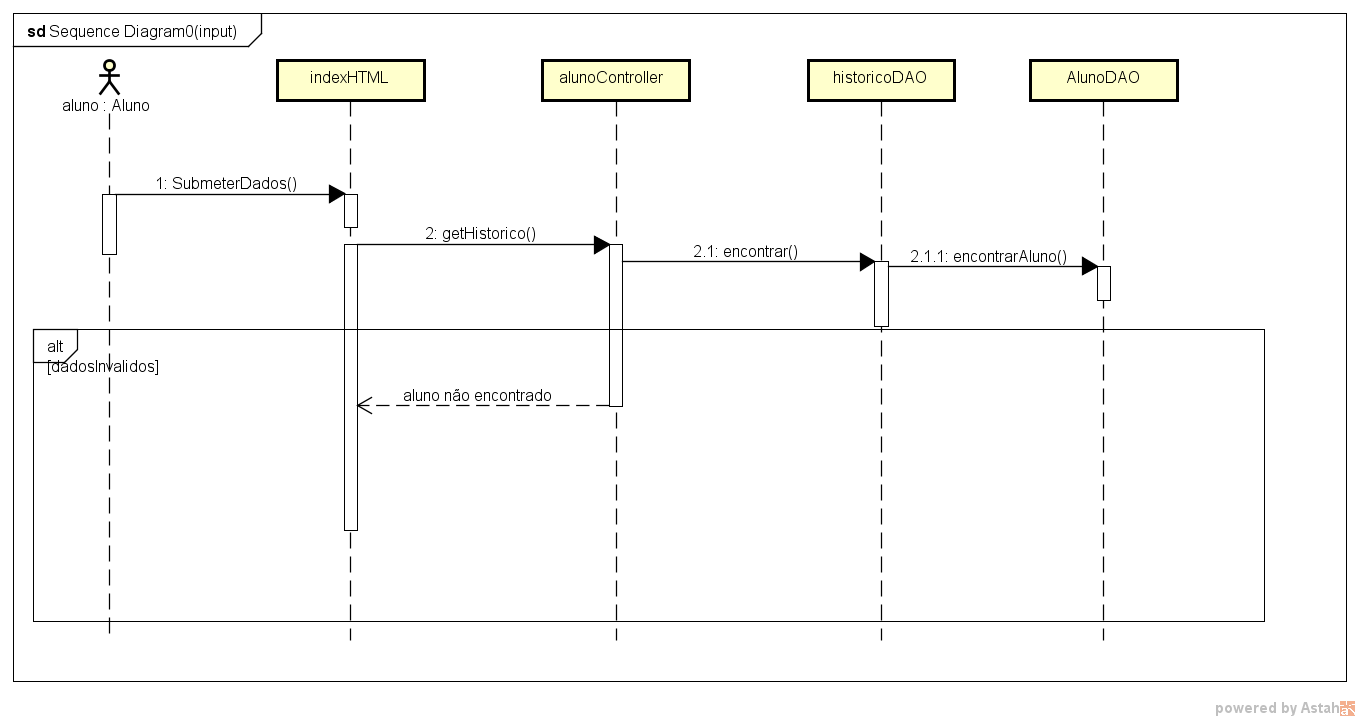 sd Sequence Diagram0(input)
aluno : Aluno
indexHTML
alunoController
historicoDAO
AlunoDAO
1: SubmeterDados()
2: getHistorico()
2.1: encontrar()
2.1.1: encontrarAluno()
alt
[dadosInvalidos]
aluno não encontrado
powered by Astah